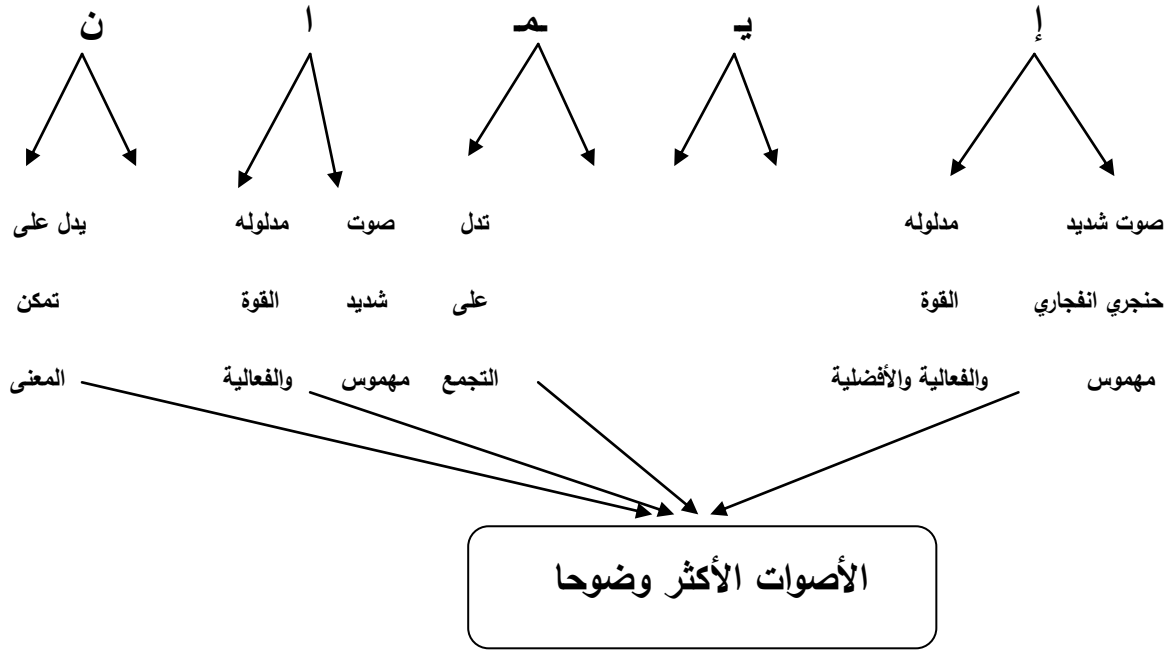 إ يـ ـمـ ا ن
صوت شديد مدلوله تدل صوت مدلوله يدل على
حنجري انفجاري القوة على شديد القوة تمكن
مهموس والفعالية والأفضلية التجمع مهموس والفعالية المعنى
الأصوات الأكثر وضوحا